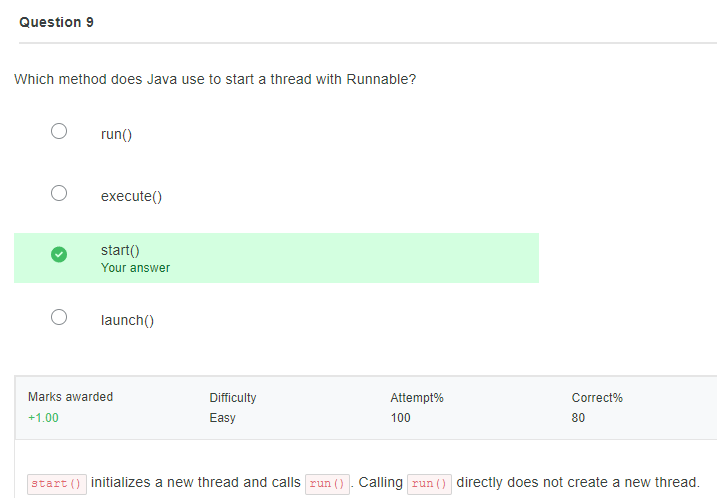 Question 9
Which method does Java use to start a thread with Runnable?
run()
execute()
start()
Your answer
launch()
Marks awarded Difficulty Attempt% Correct%
+1.00 Easy 100 80
start() initializes a new thread and calls run(). Calling run() directly does not create a new thread.